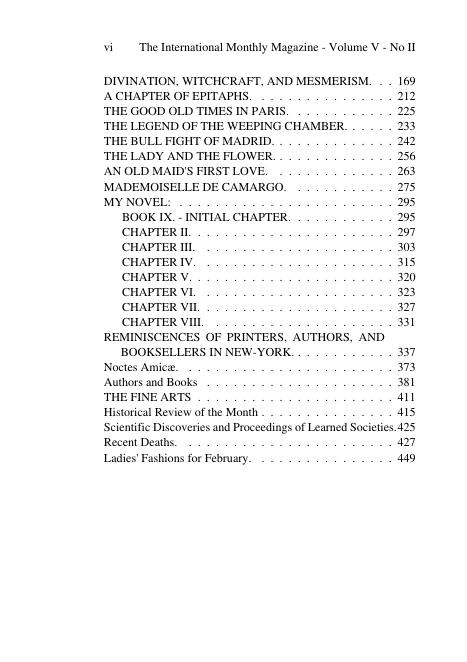 vi The International Monthly Magazine - Volume V - No II
DIVINATION, WITCHCRAFT, AND MESMERISM. . . 169
A CHAPTER OF EPITAPHS. . . . . . . . . . . . . 212
THE GOOD OLD TIMES IN PARIS. . . . . . . . . . 225
THE LEGEND OF THE WEEPING CHAMBER. . . . . . 233
THE BULL FIGHT OF MADRID. . . . . . . . . . . 242
THE LADY AND THE FLOWER. . . . . . . . . . . 256
AN OLD MAID'S FIRST LOVE. . . . . . . . . . . . 263
MADEMOISELLE DE CAMARGO. . . . . . . . . . 275
MY NOVEL: . . . . . . . . . . . . . . . . . . . 295
BOOK IX. - INITIAL CHAPTER. . . . . . . . . . 295
CHAPTER II. . . . . . . . . . . . . . . . . . 297
CHAPTER III. . . . . . . . . . . . . . . . . 303
CHAPTER IV. . . . . . . . . . . . . . . . . 315
CHAPTER V. . . . . . . . . . . . . . . . . . 320
CHAPTER VI. . . . . . . . . . . . . . . . . 323
CHAPTER VII. . . . . . . . . . . . . . . . . 327
CHAPTER VIII. . . . . . . . . . . . . . . . . 331
REMINISCENCES OF PRINTERS, AUTHORS, AND
BOOKSELLERS IN NEW-YORK. . . . . . . . . . 337
Noctes Amicæ. . . . . . . . . . . . . . . . . . . 373
Authors and Books . . . . . . . . . . . . . . . . . 381
THE FINE ARTS . . . . . . . . . . . . . . . . . 411
Historical Review of the Month . . . . . . . . . . . . 415
Scientific Discoveries and Proceedings of Learned Societies. 425
Recent Deaths. . . . . . . . . . . . . . . . . . . 427
Ladies' Fashions for February. . . . . . . . . . . . . 449